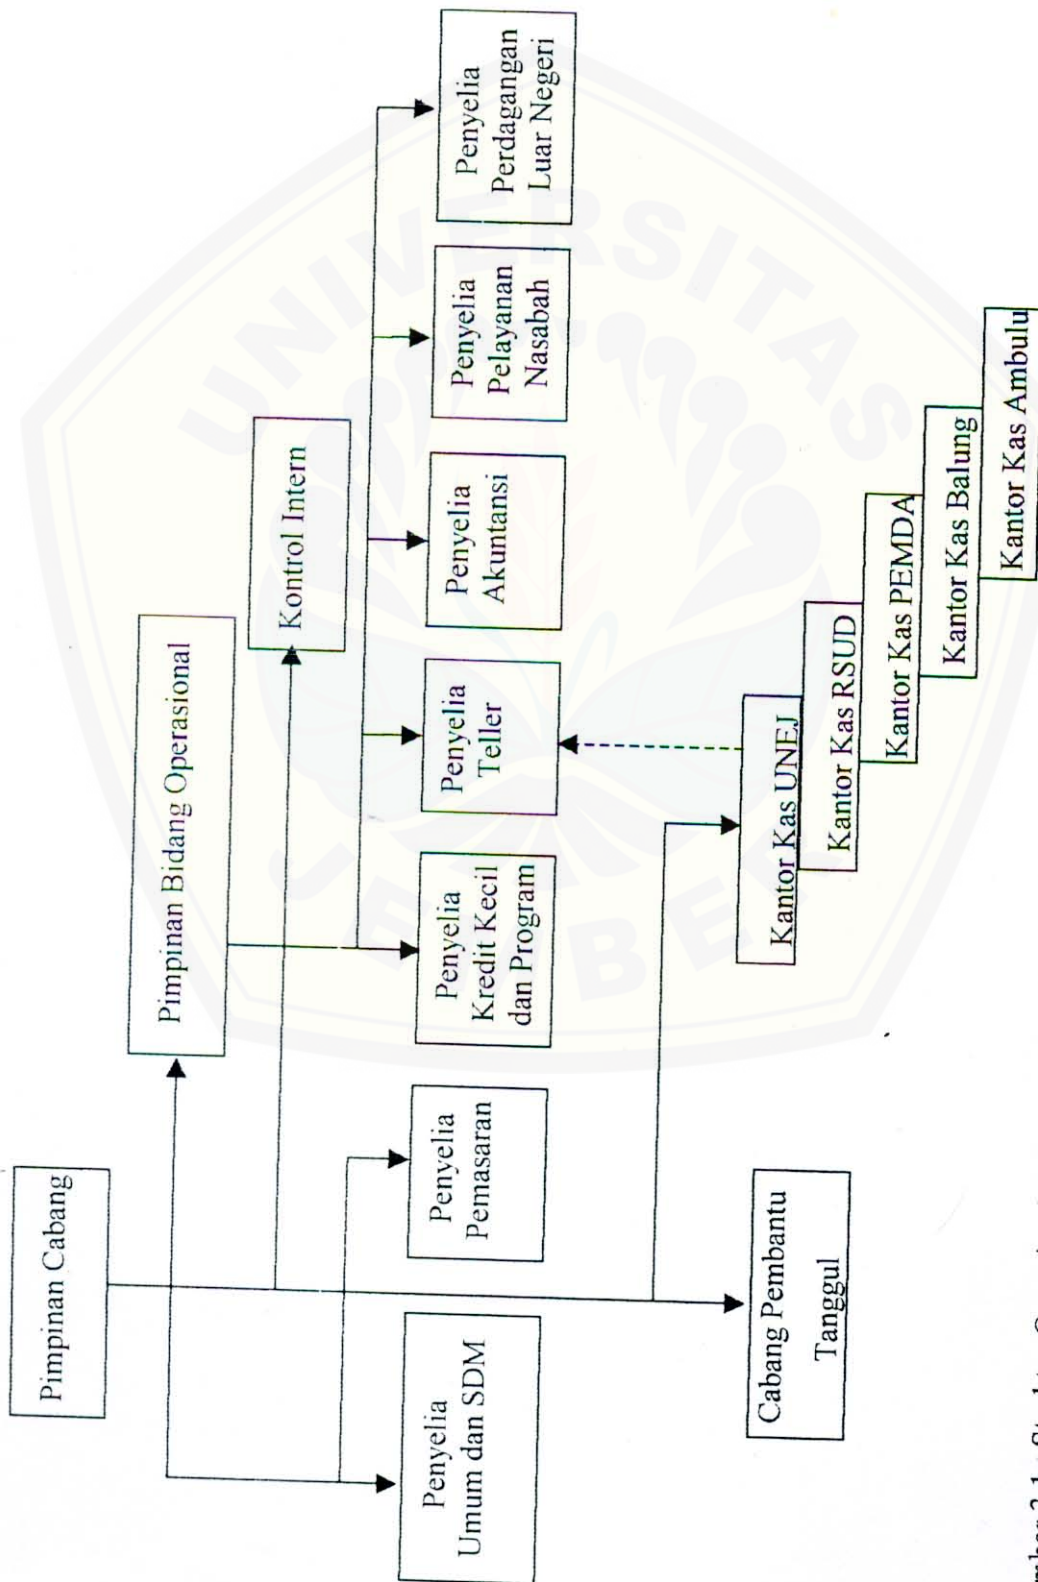 Pimpinan Cabang
Pimpinan Bidang Operasional
Kontrol Intern
Penyelia
Umum dan SDM
Penyelia
Pemasaran
Penyelia
Kredit Kecil
dan Program
Penyelia
Teller
Penyelia
Akuntansi
Penyelia
Pelayanan
Nasabah
Penyelia
Perdagangan
Luar Negeri
Cabang Pembantu
Tanggul
Kantor Kas UNEJ
Kantor Kas RSUD
Kantor Kas PEMDA
Kantor Kas Balung
Kantor Kas Ambulu
UNIVERSITAS
JEMBER